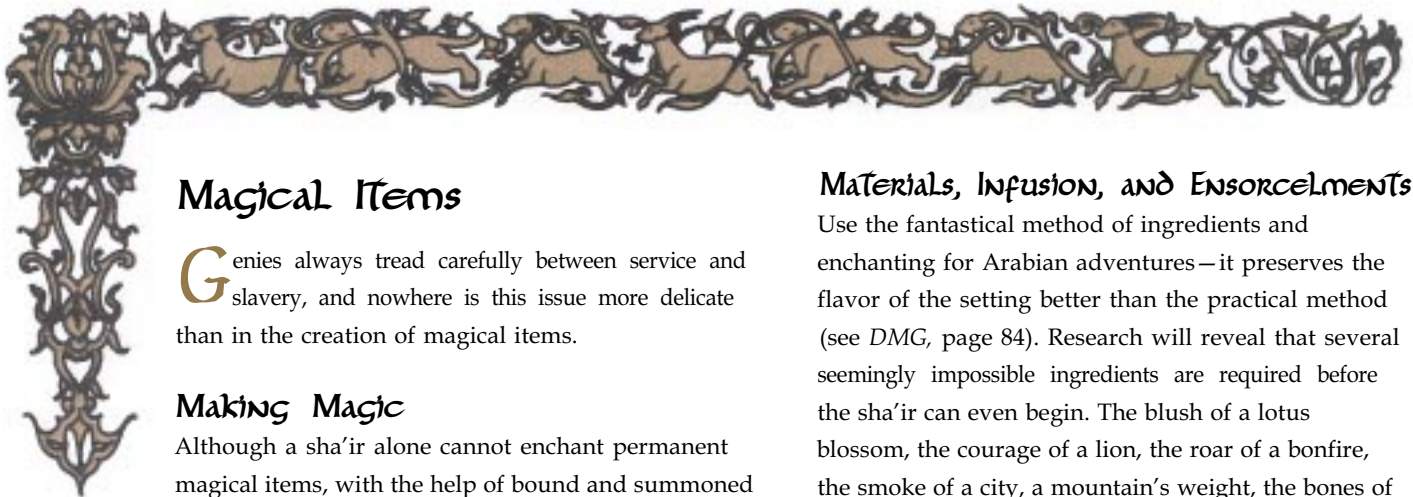 Magical Items
Genies always tread carefully between service and
slavery, and nowhere is this issue more delicate
than in the creation of magical items.
Making Magic
Although a sha’ir alone cannot enchant permanent
magical items, with the help of bound and summoned
Materials, Infusion, and Ensorcelments
Use the fantastical method of ingredients and
enchanting for Arabian adventures—it preserves the
flavor of the setting better than the practical method
(see DMG, page 84). Research will reveal that several
seemingly impossible ingredients are required before
the sha’ir can even begin. The blush of a lotus
blossom, the courage of a lion, the roar of a bonfire,
the smoke of a city, a mountain’s weight, the bones of